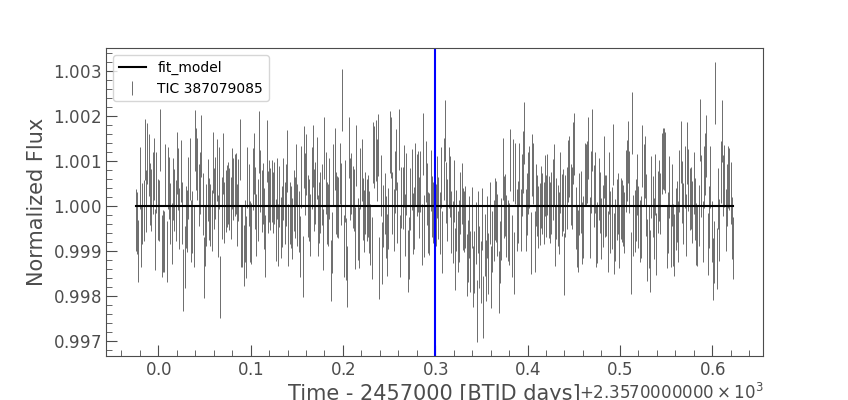 1.003
1.002
1.001
1.000
0.999
0.998
0.997
Normalized Flux
fit_model
TIC 387079085
0.0 0.1 0.2 0.3 0.4 0.5 0.6
Time - 2457000 [BTJD days]
+2.3570000000 × 10³